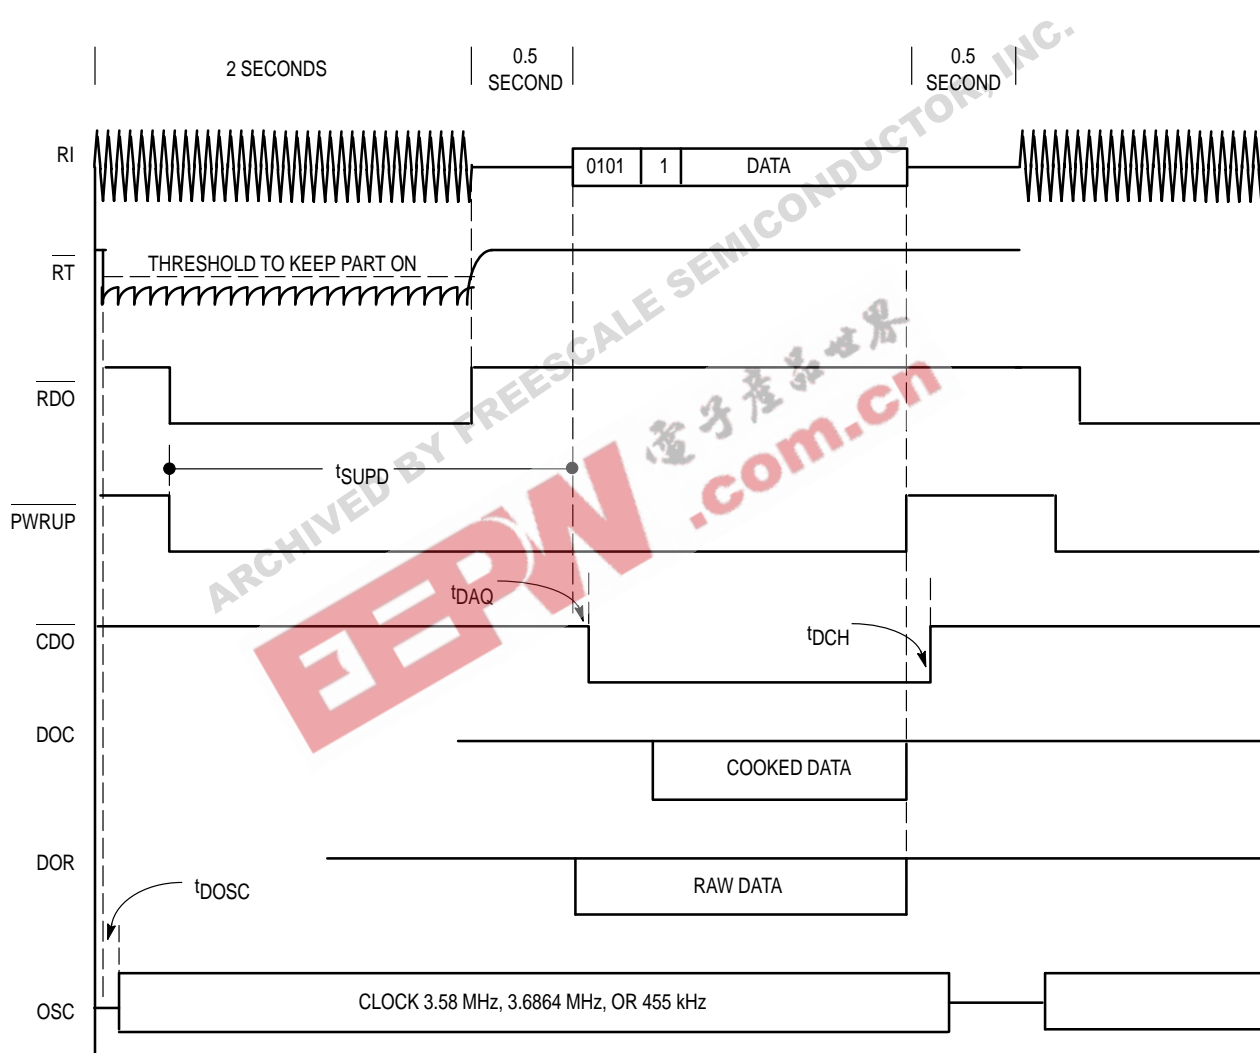 2 SECONDS
0.5
SECOND
0.5
SECOND
RI
0101
1
DATA
RT
THRESHOLD TO KEEP PART ON
RDO
tSUPD
PWRUP
tDAQ
CDO
tDCH
DOC
COOKED DATA
DOR
RAW DATA
tDOSC
OSC
CLOCK 3.58 MHz, 3.6864 MHz, OR 455 kHz
ARCHIVED BY FREESCALE SEMICONDUCTOR, INC.
EEPW
電子產品世界
.com.cn